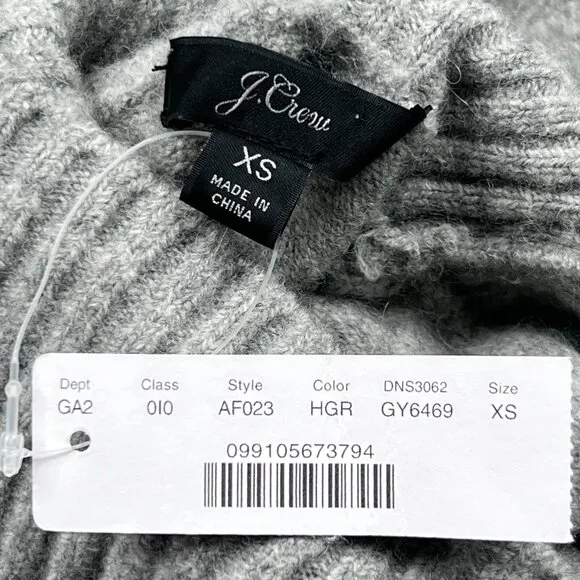 J.Crew
XS
MADE IN
CHINA
Dept Class Style Color DNS3062 Size
GA2 0I0 AF023 HGR GY6469 XS
099105673794